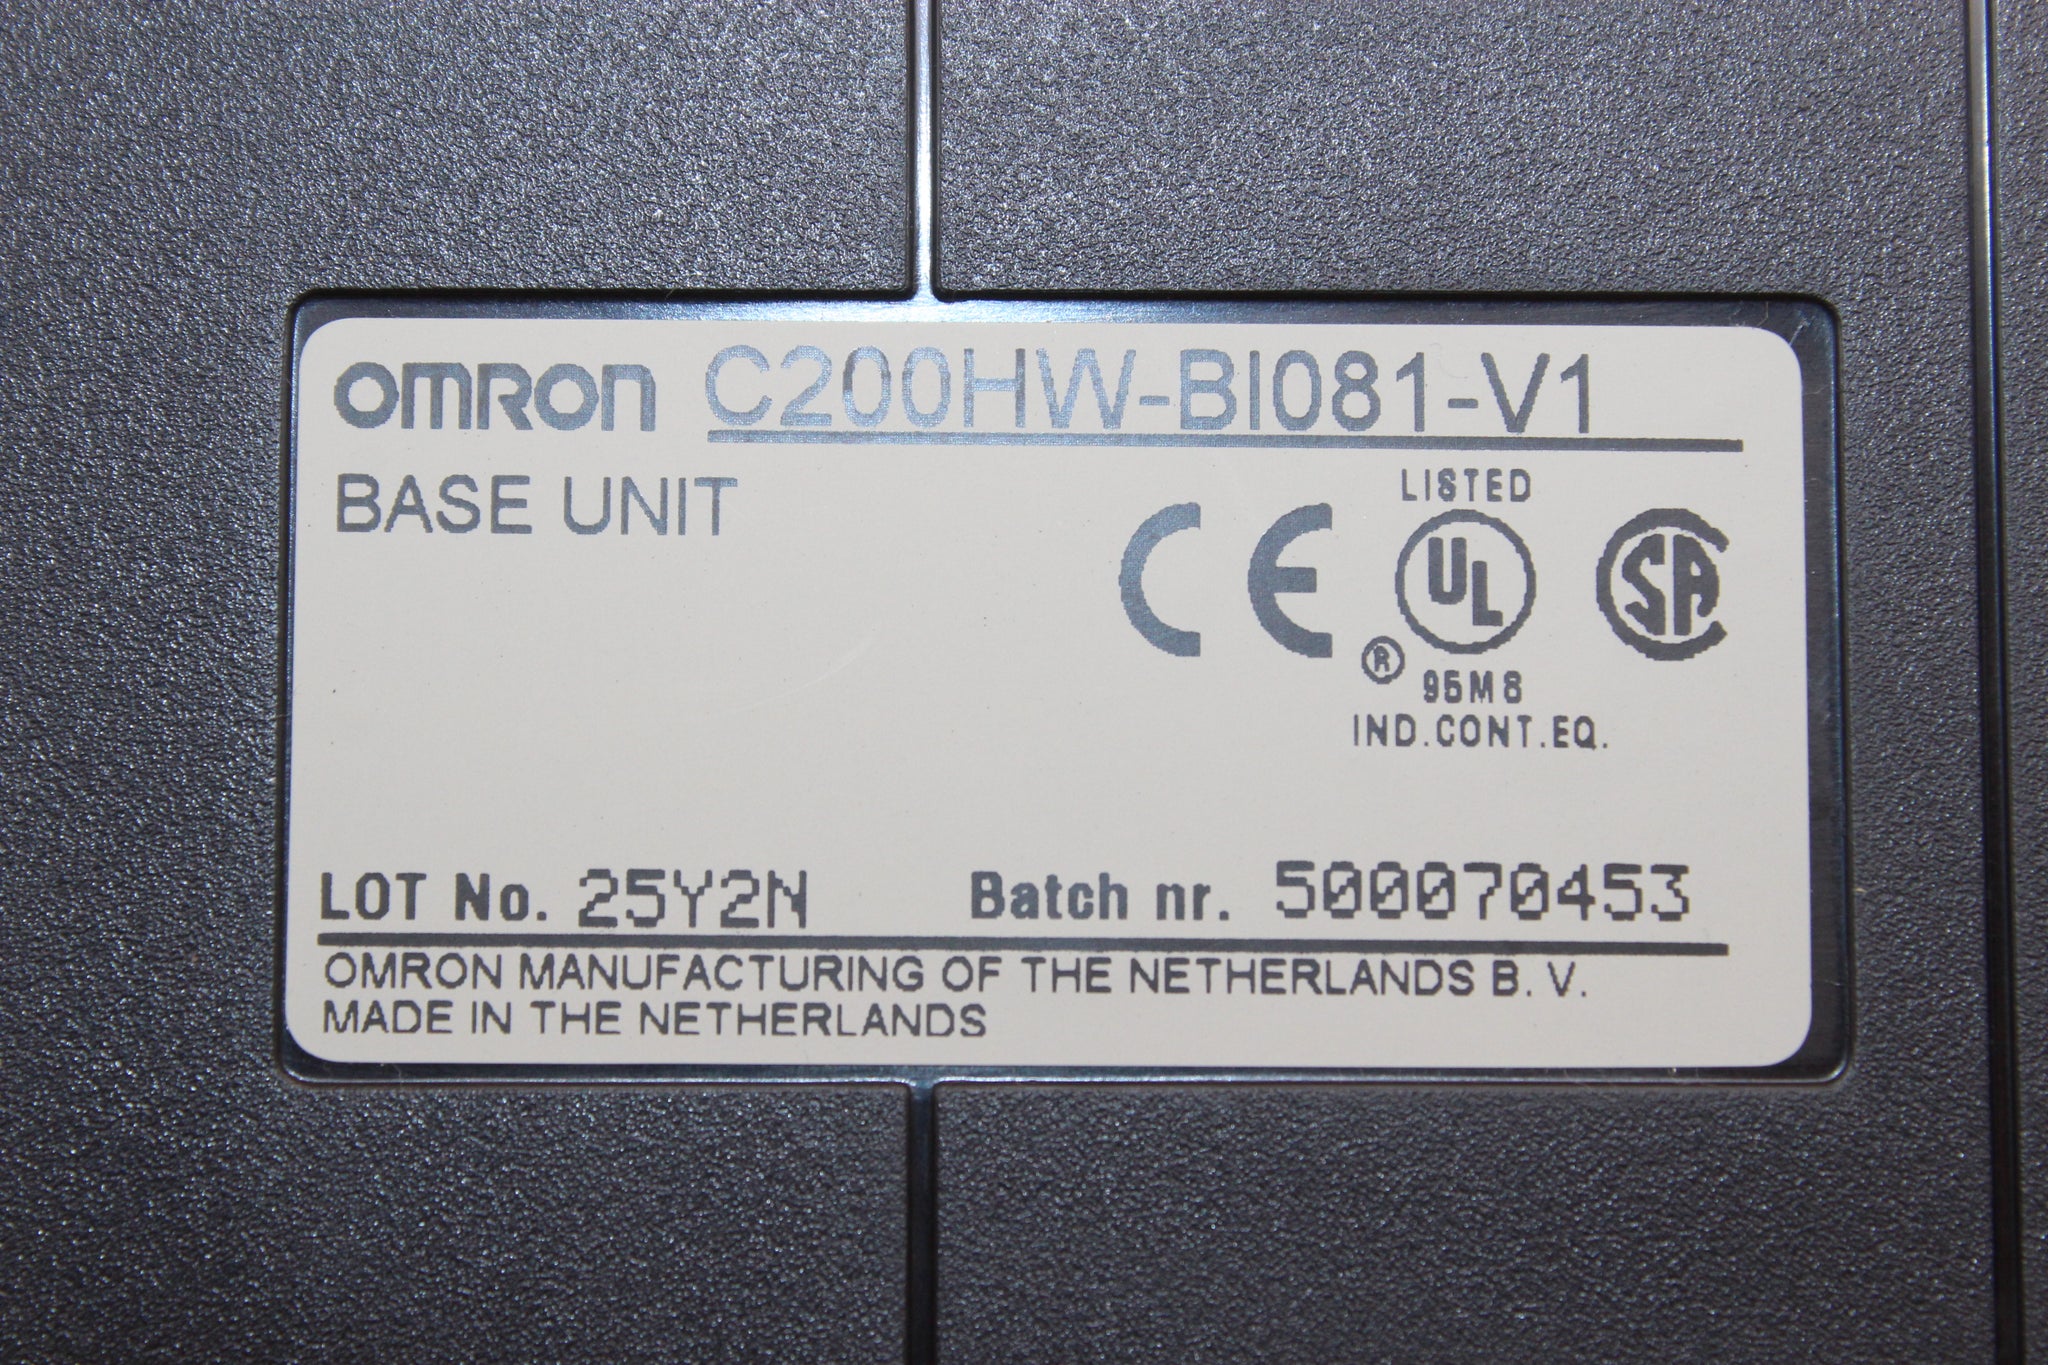 OMRON C200HW-BI081-V1
BASE UNIT
LISTED
CE UL SA
®
95M8
IND.CONT.EQ.
LOT No. 25Y2N Batch nr. 500070453
OMRON MANUFACTURING OF THE NETHERLANDS B. V.
MADE IN THE NETHERLANDS